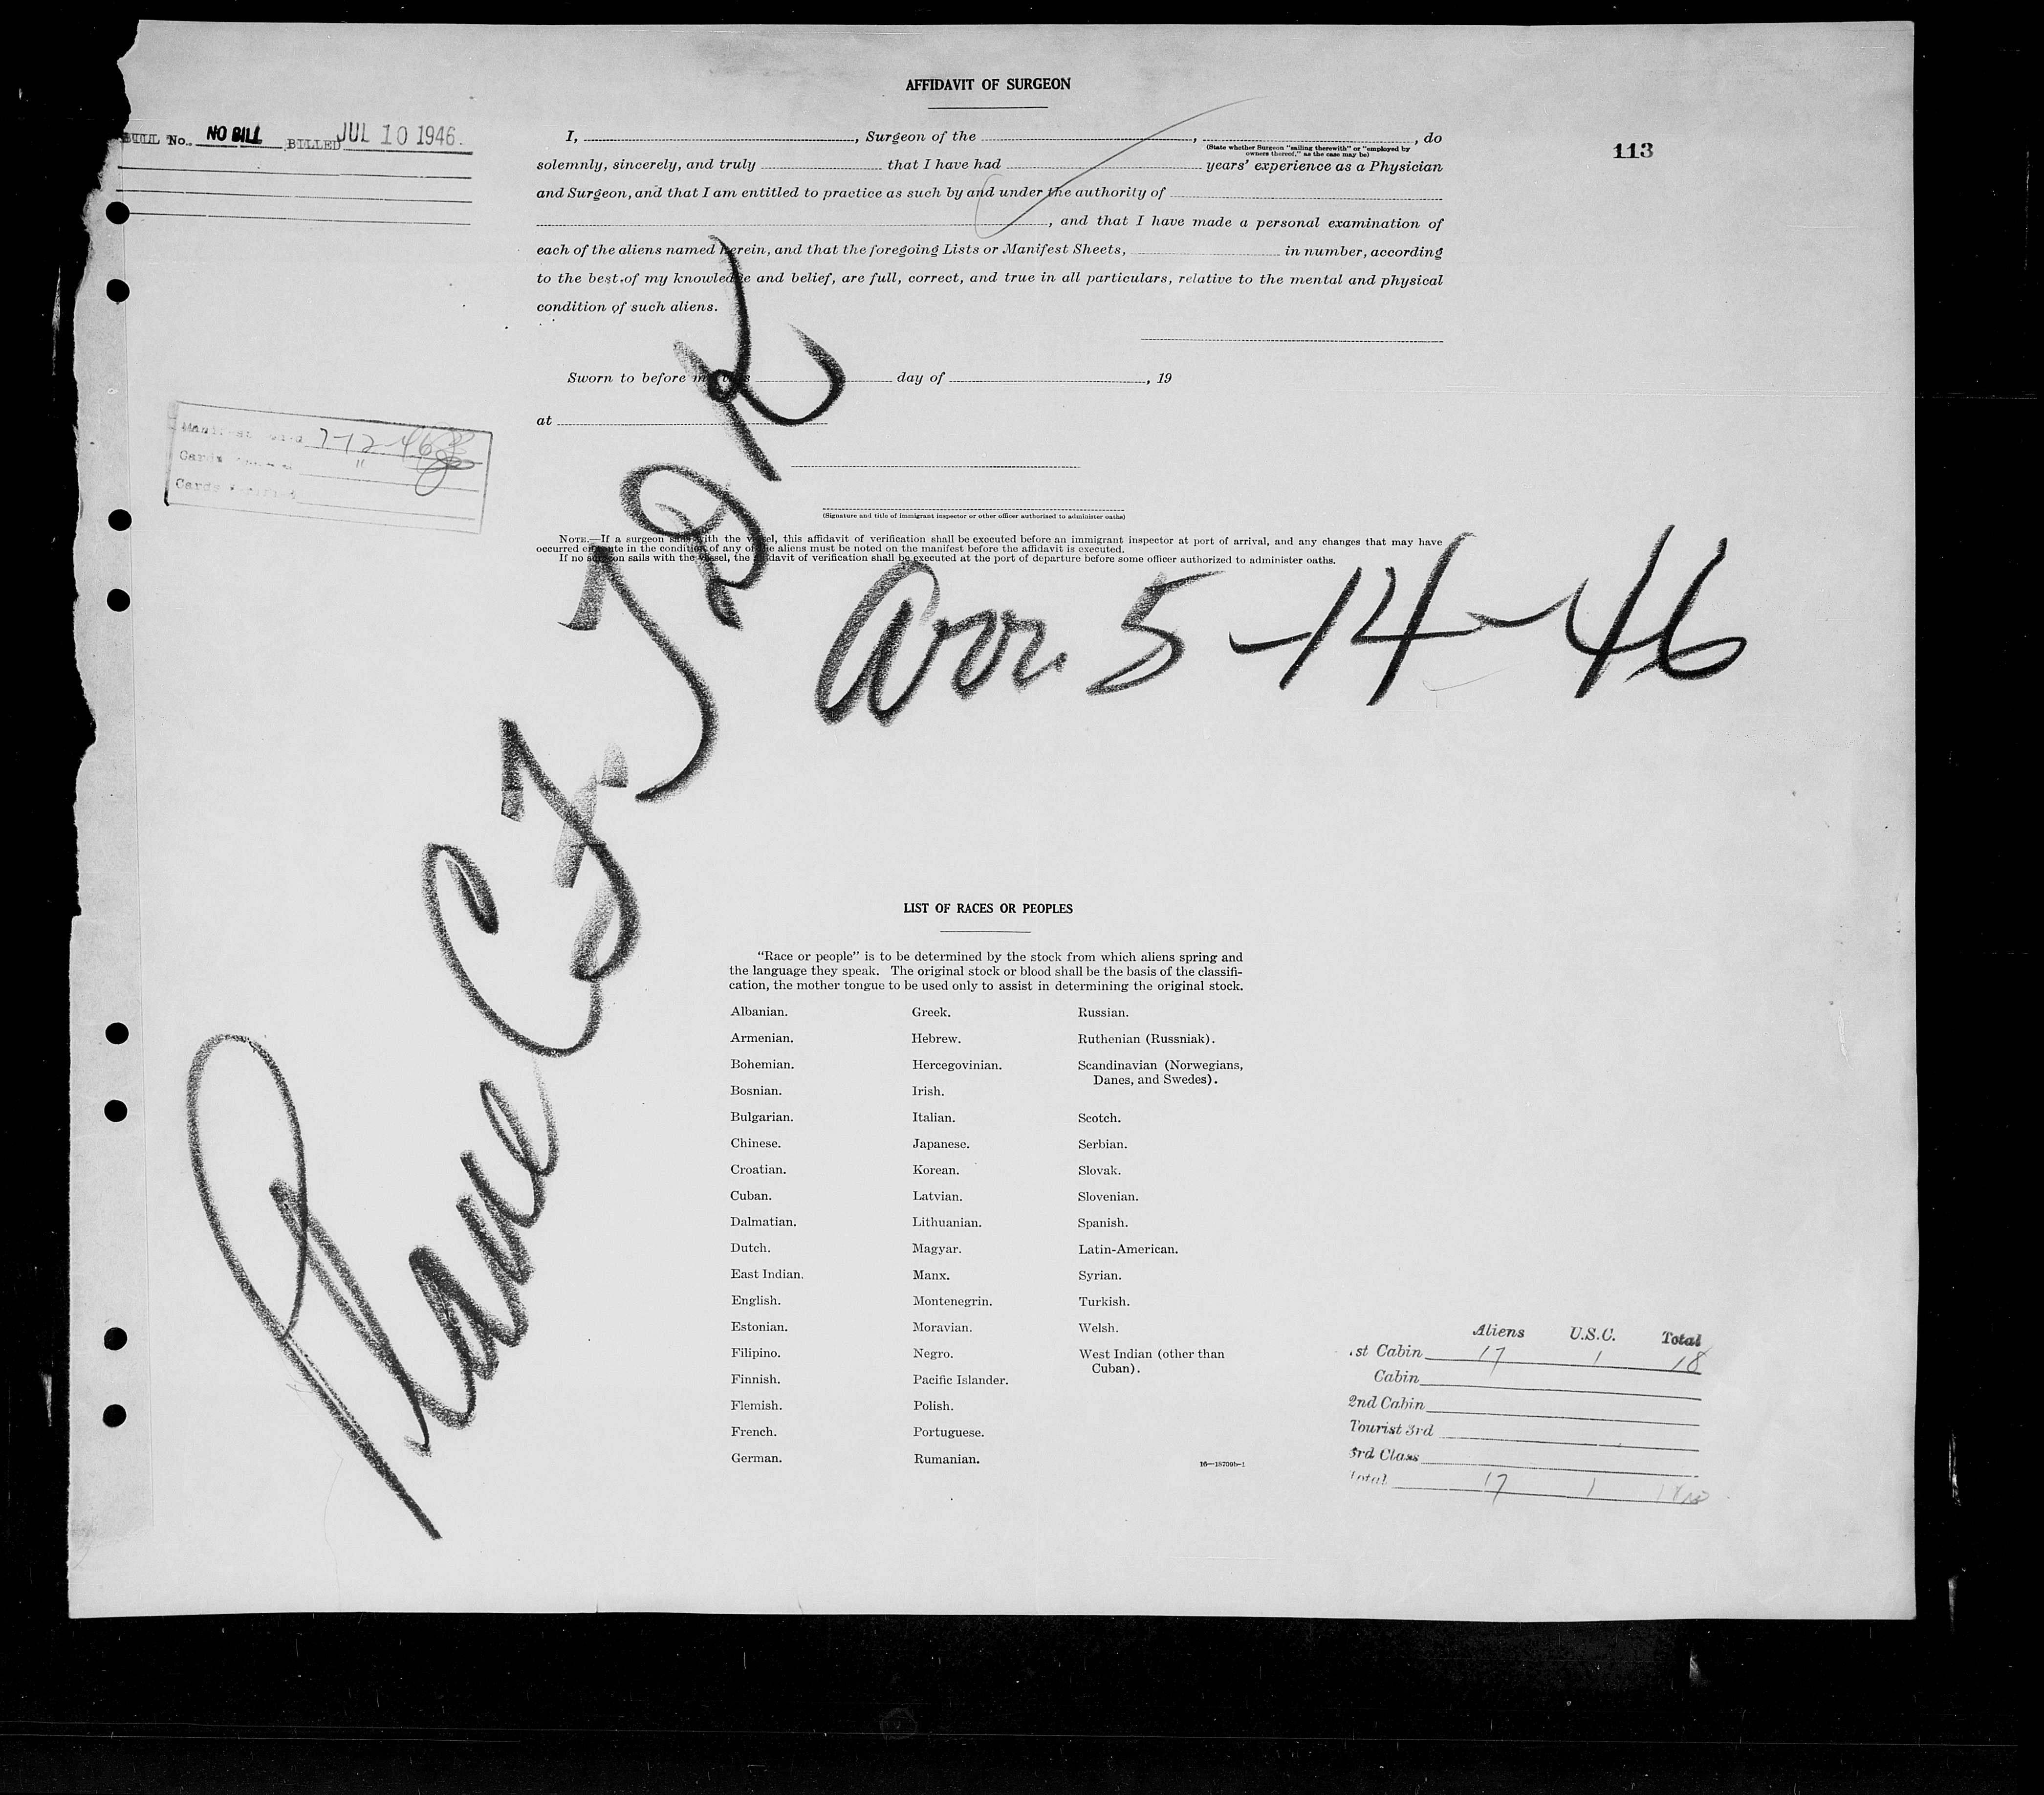 AFFIDAVIT OF SURGEON
BILL No. NO BILL BILLED JUL 10 1946
113
I, , Surgeon of the , , do
(State whether Surgeon "sailing therewith" or "employed by
owners thereof," as the case may be)
solemnly, sincerely, and truly that I have had years' experience as a Physician
and Surgeon, and that I am entitled to practice as such by and under the authority of
, and that I have made a personal examination of
each of the aliens named herein, and that the foregoing Lists or Manifest Sheets, in number, according
to the best of my knowledge and belief, are full, correct, and true in all particulars, relative to the mental and physical
condition of such aliens.
Sworn to before me this day of , 19
at
Manifest 7-12-46
Cards "
Cards Verified
(Signature and title of immigrant inspector or other officer authorized to administer oaths)
NOTE.—If a surgeon sails with the vessel, this affidavit of verification shall be executed before an immigrant inspector at port of arrival, and any changes that may have
occurred en route in the condition of any of the aliens must be noted on the manifest before the affidavit is executed.
If no surgeon sails with the vessel, the affidavit of verification shall be executed at the port of departure before some officer authorized to administer oaths.
Plane CF-TDK
Arr. 5-14-46
LIST OF RACES OR PEOPLES
"Race or people" is to be determined by the stock from which aliens spring and
the language they speak. The original stock or blood shall be the basis of the classifi-
cation, the mother tongue to be used only to assist in determining the original stock.
Albanian.
Armenian.
Bohemian.
Bosnian.
Bulgarian.
Chinese.
Croatian.
Cuban.
Dalmatian.
Dutch.
East Indian.
English.
Estonian.
Filipino.
Finnish.
Flemish.
French.
German.
Greek.
Hebrew.
Hercegovinian.
Irish.
Italian.
Japanese.
Korean.
Latvian.
Lithuanian.
Magyar.
Manx.
Montenegrin.
Moravian.
Negro.
Pacific Islander.
Polish.
Portuguese.
Rumanian.
Russian.
Ruthenian (Russniak).
Scandinavian (Norwegians,
Danes, and Swedes).
Scotch.
Serbian.
Slovak.
Slovenian.
Spanish.
Latin-American.
Syrian.
Turkish.
Welsh.
West Indian (other than
Cuban).
16—18709b-1
Aliens U.S.C. Total
1st Cabin 17 1 18
Cabin
2nd Cabin
Tourist 3rd
3rd Class
Total 17 1 18